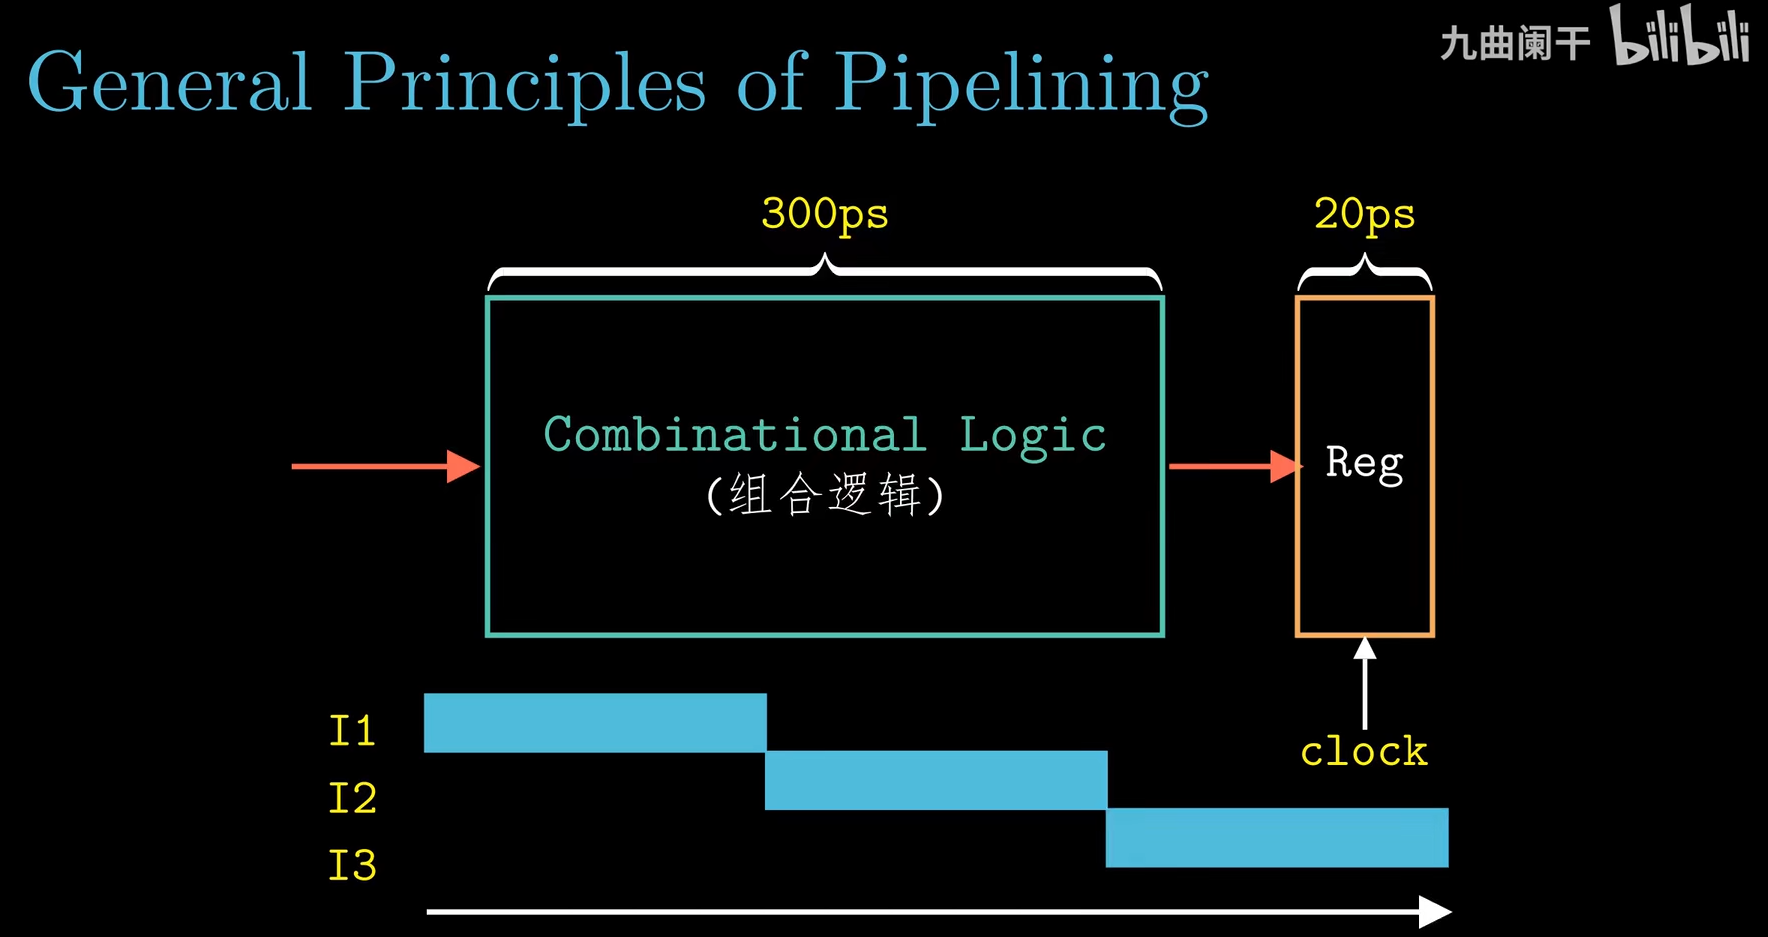 九曲阑干 bilibili
General Principles of Pipelining
300ps
20ps
Combinational Logic
(组合逻辑)
Reg
clock
I1
I2
I3